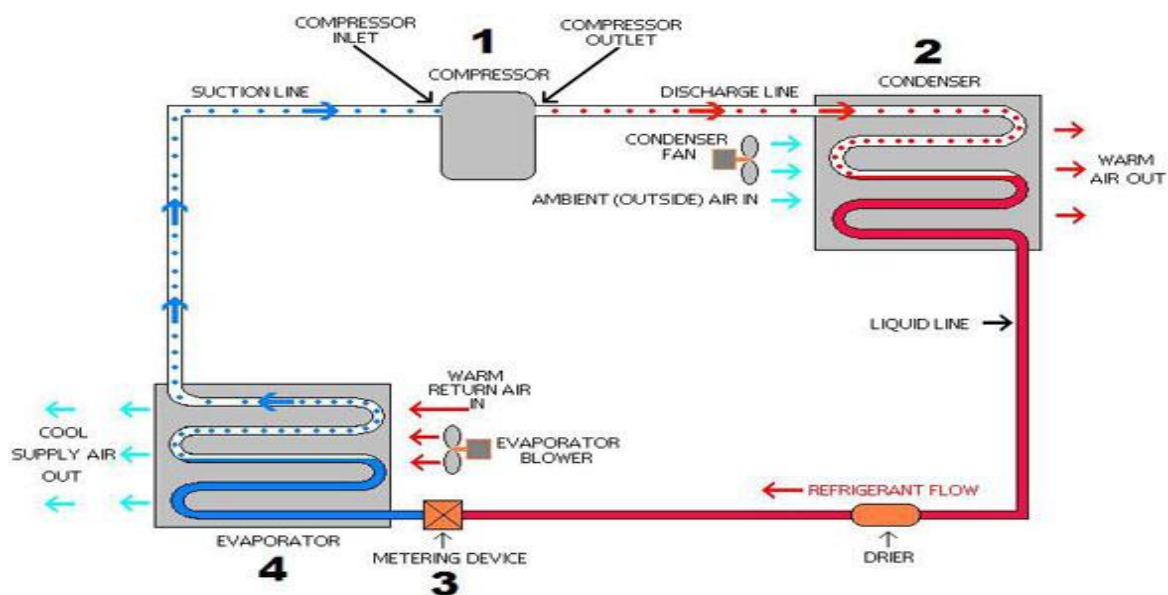 COMPRESSOR
INLET
1
COMPRESSOR
OUTLET
2
COMPRESSOR
CONDENSER
SUCTION LINE
DISCHARGE LINE
CONDENSER
FAN
WARM
AIR OUT
AMBIENT (OUTSIDE) AIR IN
LIQUID LINE
WARM
RETURN AIR
IN
COOL
SUPPLY AIR
OUT
EVAPORATOR
BLOWER
REFRIGERANT FLOW
EVAPORATOR
4
METERING DEVICE
3
DRIER